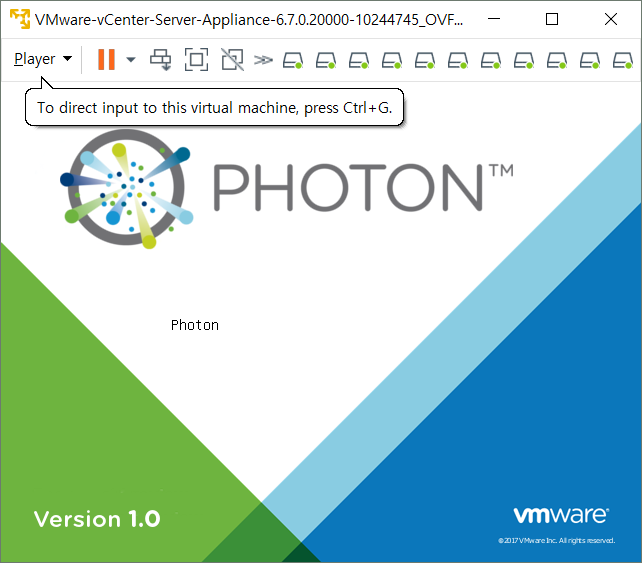 VMware-vCenter-Server-Appliance-6.7.0.20000-10244745_OVF...
Player
To direct input to this virtual machine, press Ctrl+G.
PHOTON™
Photon
Version 1.0
vmware®
©2017 VMware Inc. All rights reserved.